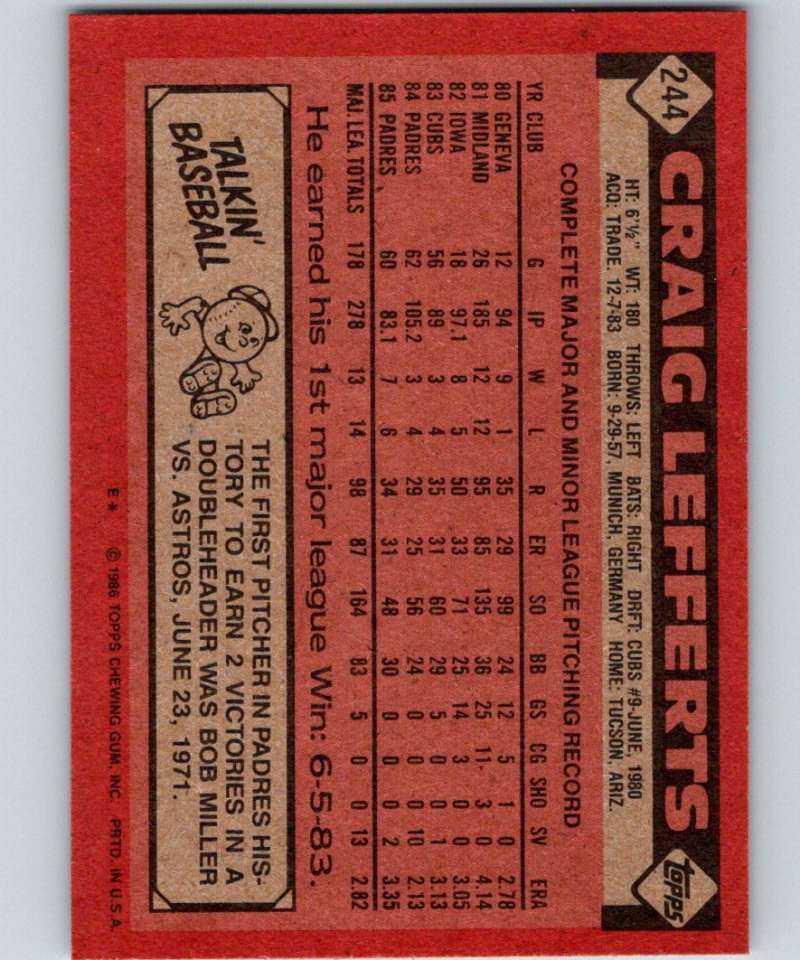 244
CRAIG LEFFERTS
topps
HT: 6'½" WT: 180 THROWS: LEFT BATS: RIGHT DRFT: CUBS #9-JUNE, 1980
ACQ: TRADE, 12-7-83 BORN: 9-29-57, MUNICH, GERMANY HOME: TUCSON, ARIZ.
COMPLETE MAJOR AND MINOR LEAGUE PITCHING RECORD
YR CLUB G IP W L R ER SO BB GS CG SHO SV ERA
80 GENEVA 12 94 9 1 35 29 99 24 12 5 1 0 2.78
81 MIDLAND 26 185 12 12 95 85 135 36 25 11 3 0 4.14
82 IOWA 18 97.1 8 5 50 33 71 25 14 3 0 0 3.05
83 CUBS 56 89 3 4 35 31 60 29 5 0 0 1 3.13
84 PADRES 62 105.2 3 4 29 25 56 24 0 0 0 10 2.13
85 PADRES 60 83.1 7 6 34 31 48 30 0 0 0 2 3.35
MAJ. LEA. TOTALS 178 278 13 14 98 87 164 83 5 0 0 13 2.82
He earned his 1st major league Win: 6-5-83.
TALKIN'
BASEBALL
THE FIRST PITCHER IN PADRES HIS-
TORY TO EARN 2 VICTORIES IN A
DOUBLEHEADER WAS BOB MILLER
VS. ASTROS, JUNE 23, 1971.
E* © 1986 TOPPS CHEWING GUM, INC. PRTD. IN U.S.A.